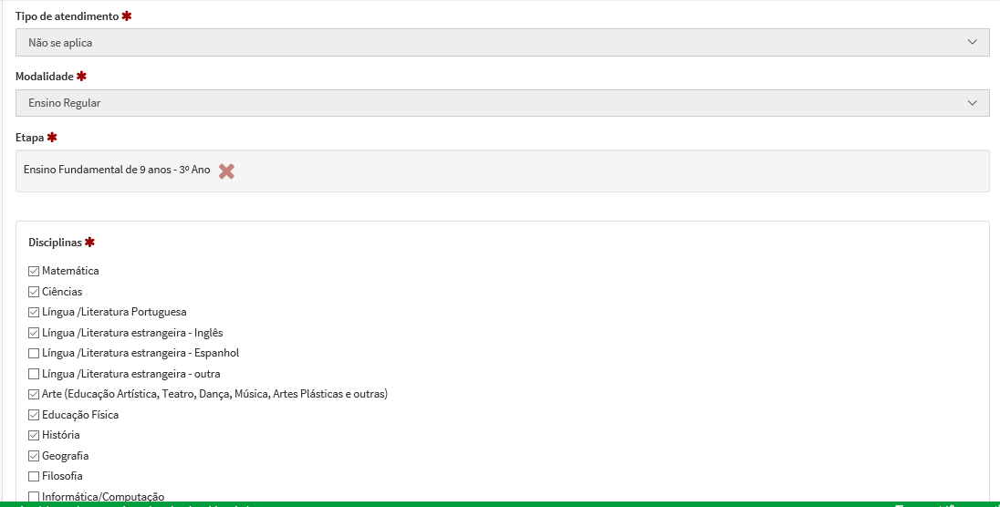 Tipo de atendimento ✱
Não se aplica
Modalidade ✱
Ensino Regular
Etapa ✱
Ensino Fundamental de 9 anos - 3º Ano
Disciplinas ✱
Matemática
Ciências
Língua /Literatura Portuguesa
Língua /Literatura estrangeira - Inglês
Língua /Literatura estrangeira - Espanhol
Língua /Literatura estrangeira - outra
Arte (Educação Artística, Teatro, Dança, Música, Artes Plásticas e outras)
Educação Física
História
Geografia
Filosofia
Informática/Computação